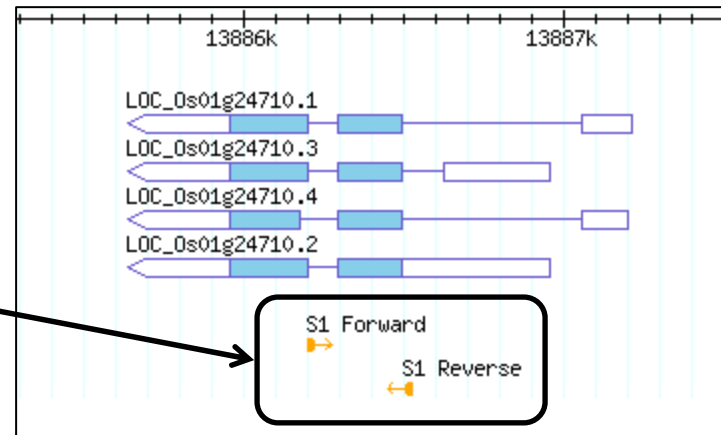 13886k 13887k
LOC_Os01g24710.1
LOC_Os01g24710.3
LOC_Os01g24710.4
LOC_Os01g24710.2
S1 Forward
S1 Reverse